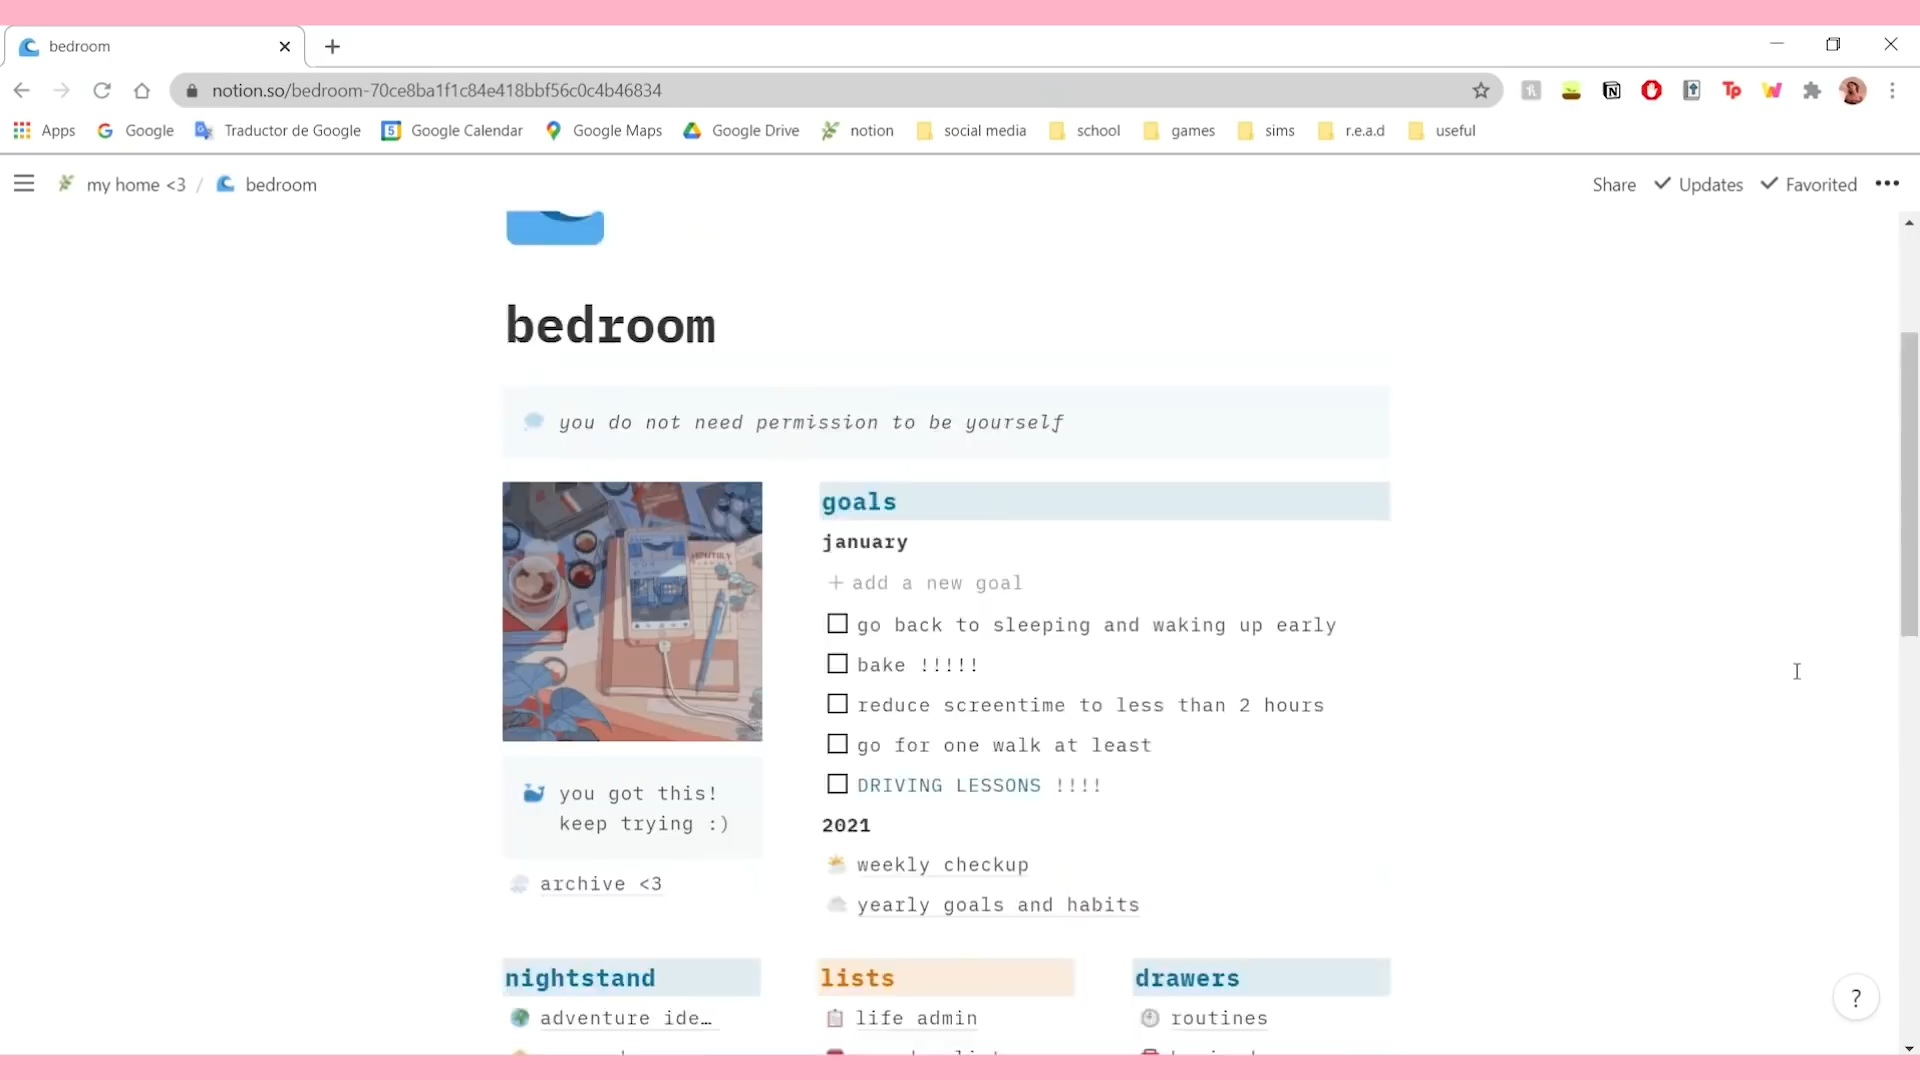 bedroom
notion.so/bedroom-70ce8ba1f1c84e418bbf56c0c4b46834
Apps Google Traductor de Google Google Calendar Google Maps Google Drive notion social media school games sims r.e.a.d useful
my home <3 / bedroom Share Updates Favorited
bedroom
you do not need permission to be yourself
goals
january
+ add a new goal
go back to sleeping and waking up early
bake !!!!!
reduce screentime to less than 2 hours
go for one walk at least
DRIVING LESSONS !!!!
2021
weekly checkup
yearly goals and habits
you got this!
keep trying :)
archive <3
nightstand
adventure ide…
lists
life admin
drawers
routines
?